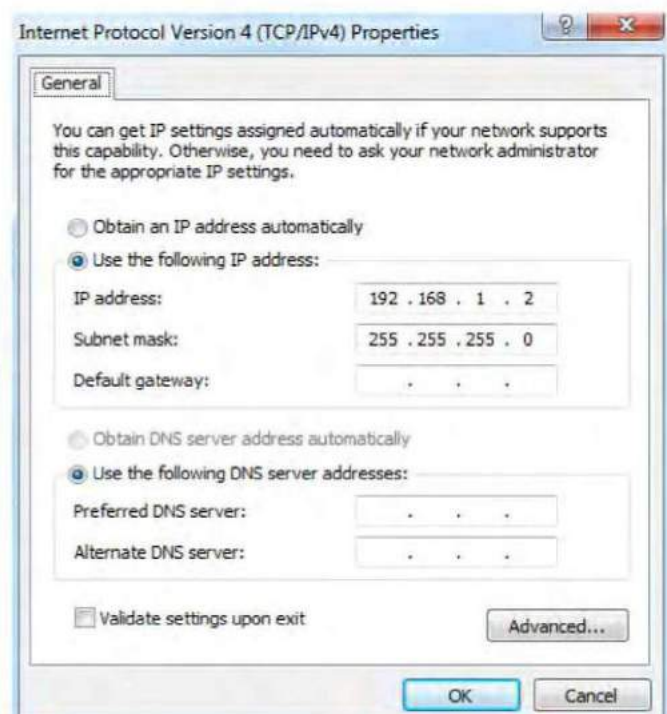 Internet Protocol Version 4 (TCP/IPv4) Properties
General
You can get IP settings assigned automatically if your network supports
this capability. Otherwise, you need to ask your network administrator
for the appropriate IP settings.
Obtain an IP address automatically
Use the following IP address:
IP address: 192 . 168 . 1 . 2
Subnet mask: 255 . 255 . 255 . 0
Default gateway: . . .
Obtain DNS server address automatically
Use the following DNS server addresses:
Preferred DNS server: . . .
Alternate DNS server: . . .
Validate settings upon exit
Advanced...
OK Cancel